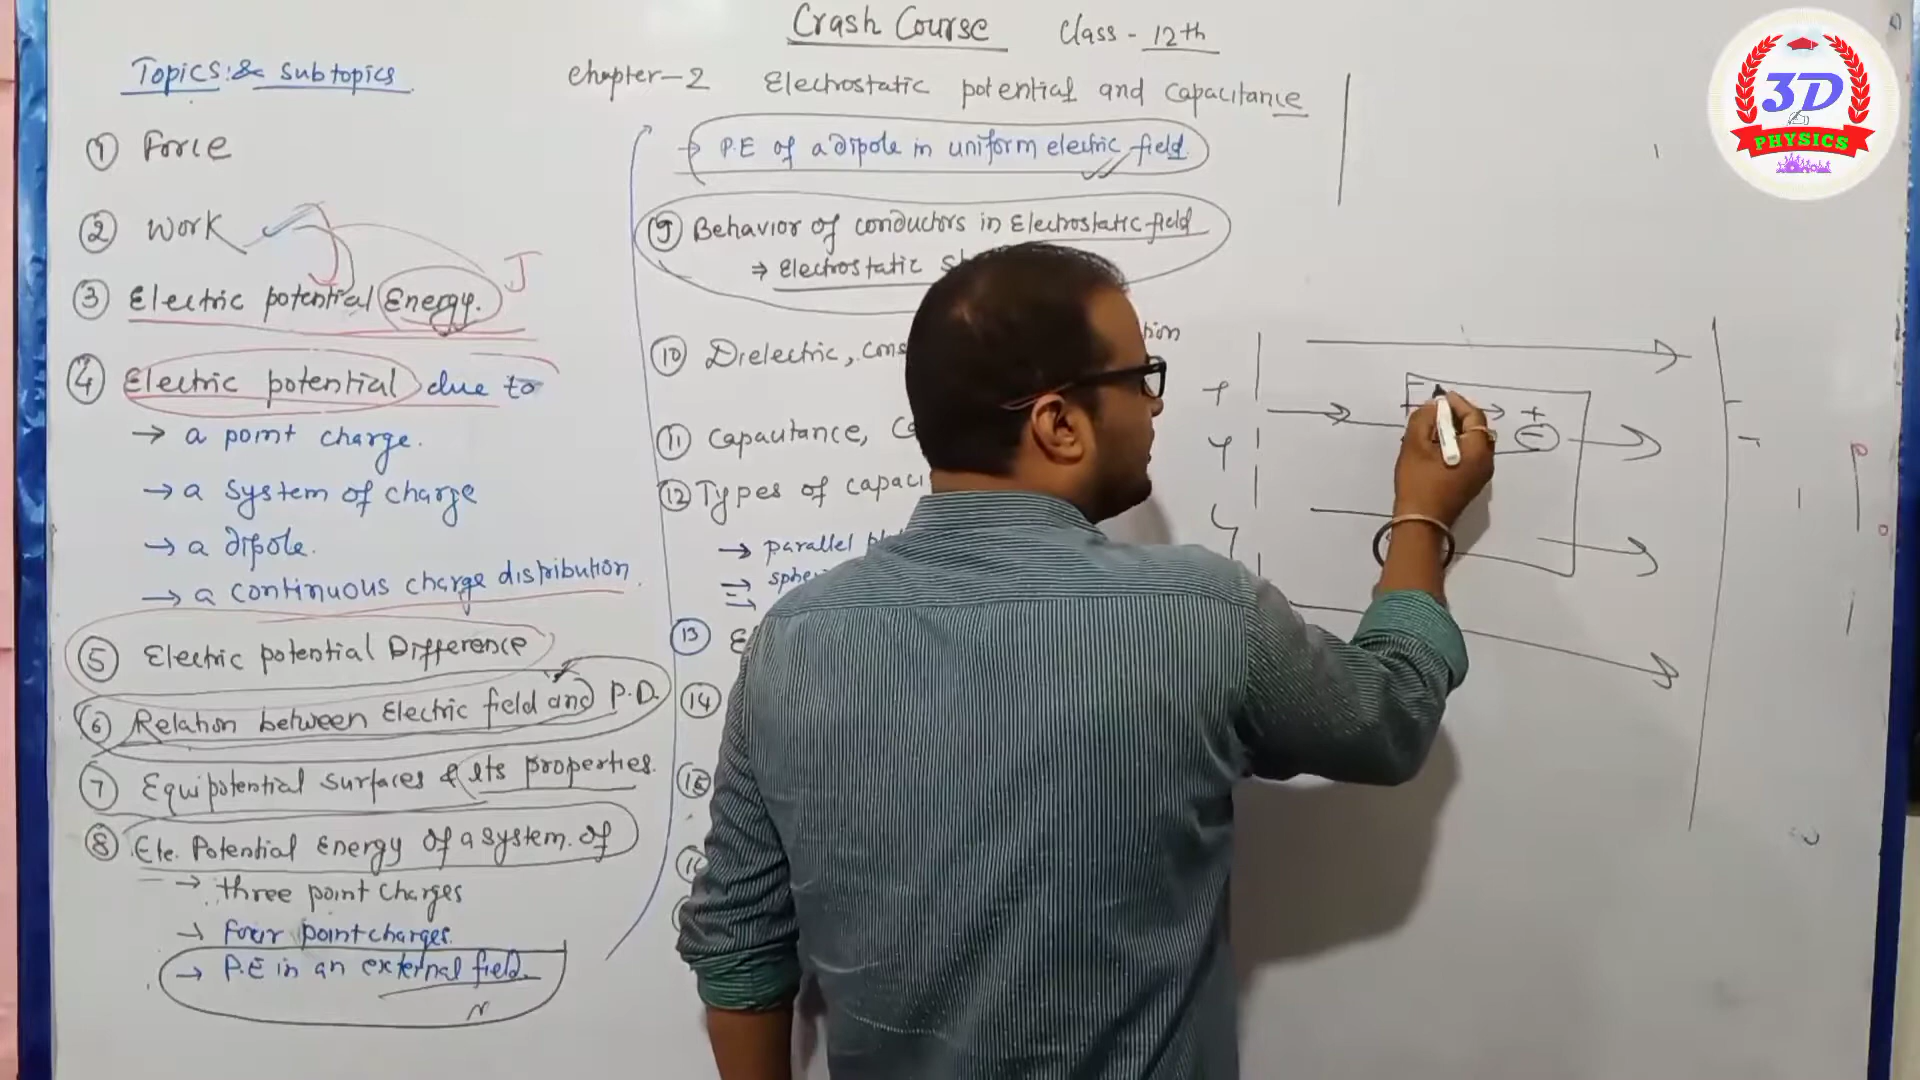 Crash Course
Class - 12th
Topics & Subtopics
Chapter-2 Electrostatic potential and capacitance
① Force
② Work
③ Electric potential Energy. J
④ Electric potential due to
→ a point charge.
→ a system of charge
→ a dipole.
→ a continuous charge distribution
⑤ Electric potential Difference
⑥ Relation between Electric field and P.D.
⑦ Equipotential surfaces & its properties.
⑧ Ele. Potential Energy of a system of
→ three point charges
→ four point charges.
→ P.E in an external field.
→ P.E of a dipole in uniform electric field.
⑨ Behavior of conductors in Electrostatic field
⇒ Electrostatic
⑩ Dielectric,
⑪ Capacitance,
⑫ Types of
→ parallel
⑬
⑭
⑮
3D
PHYSICS